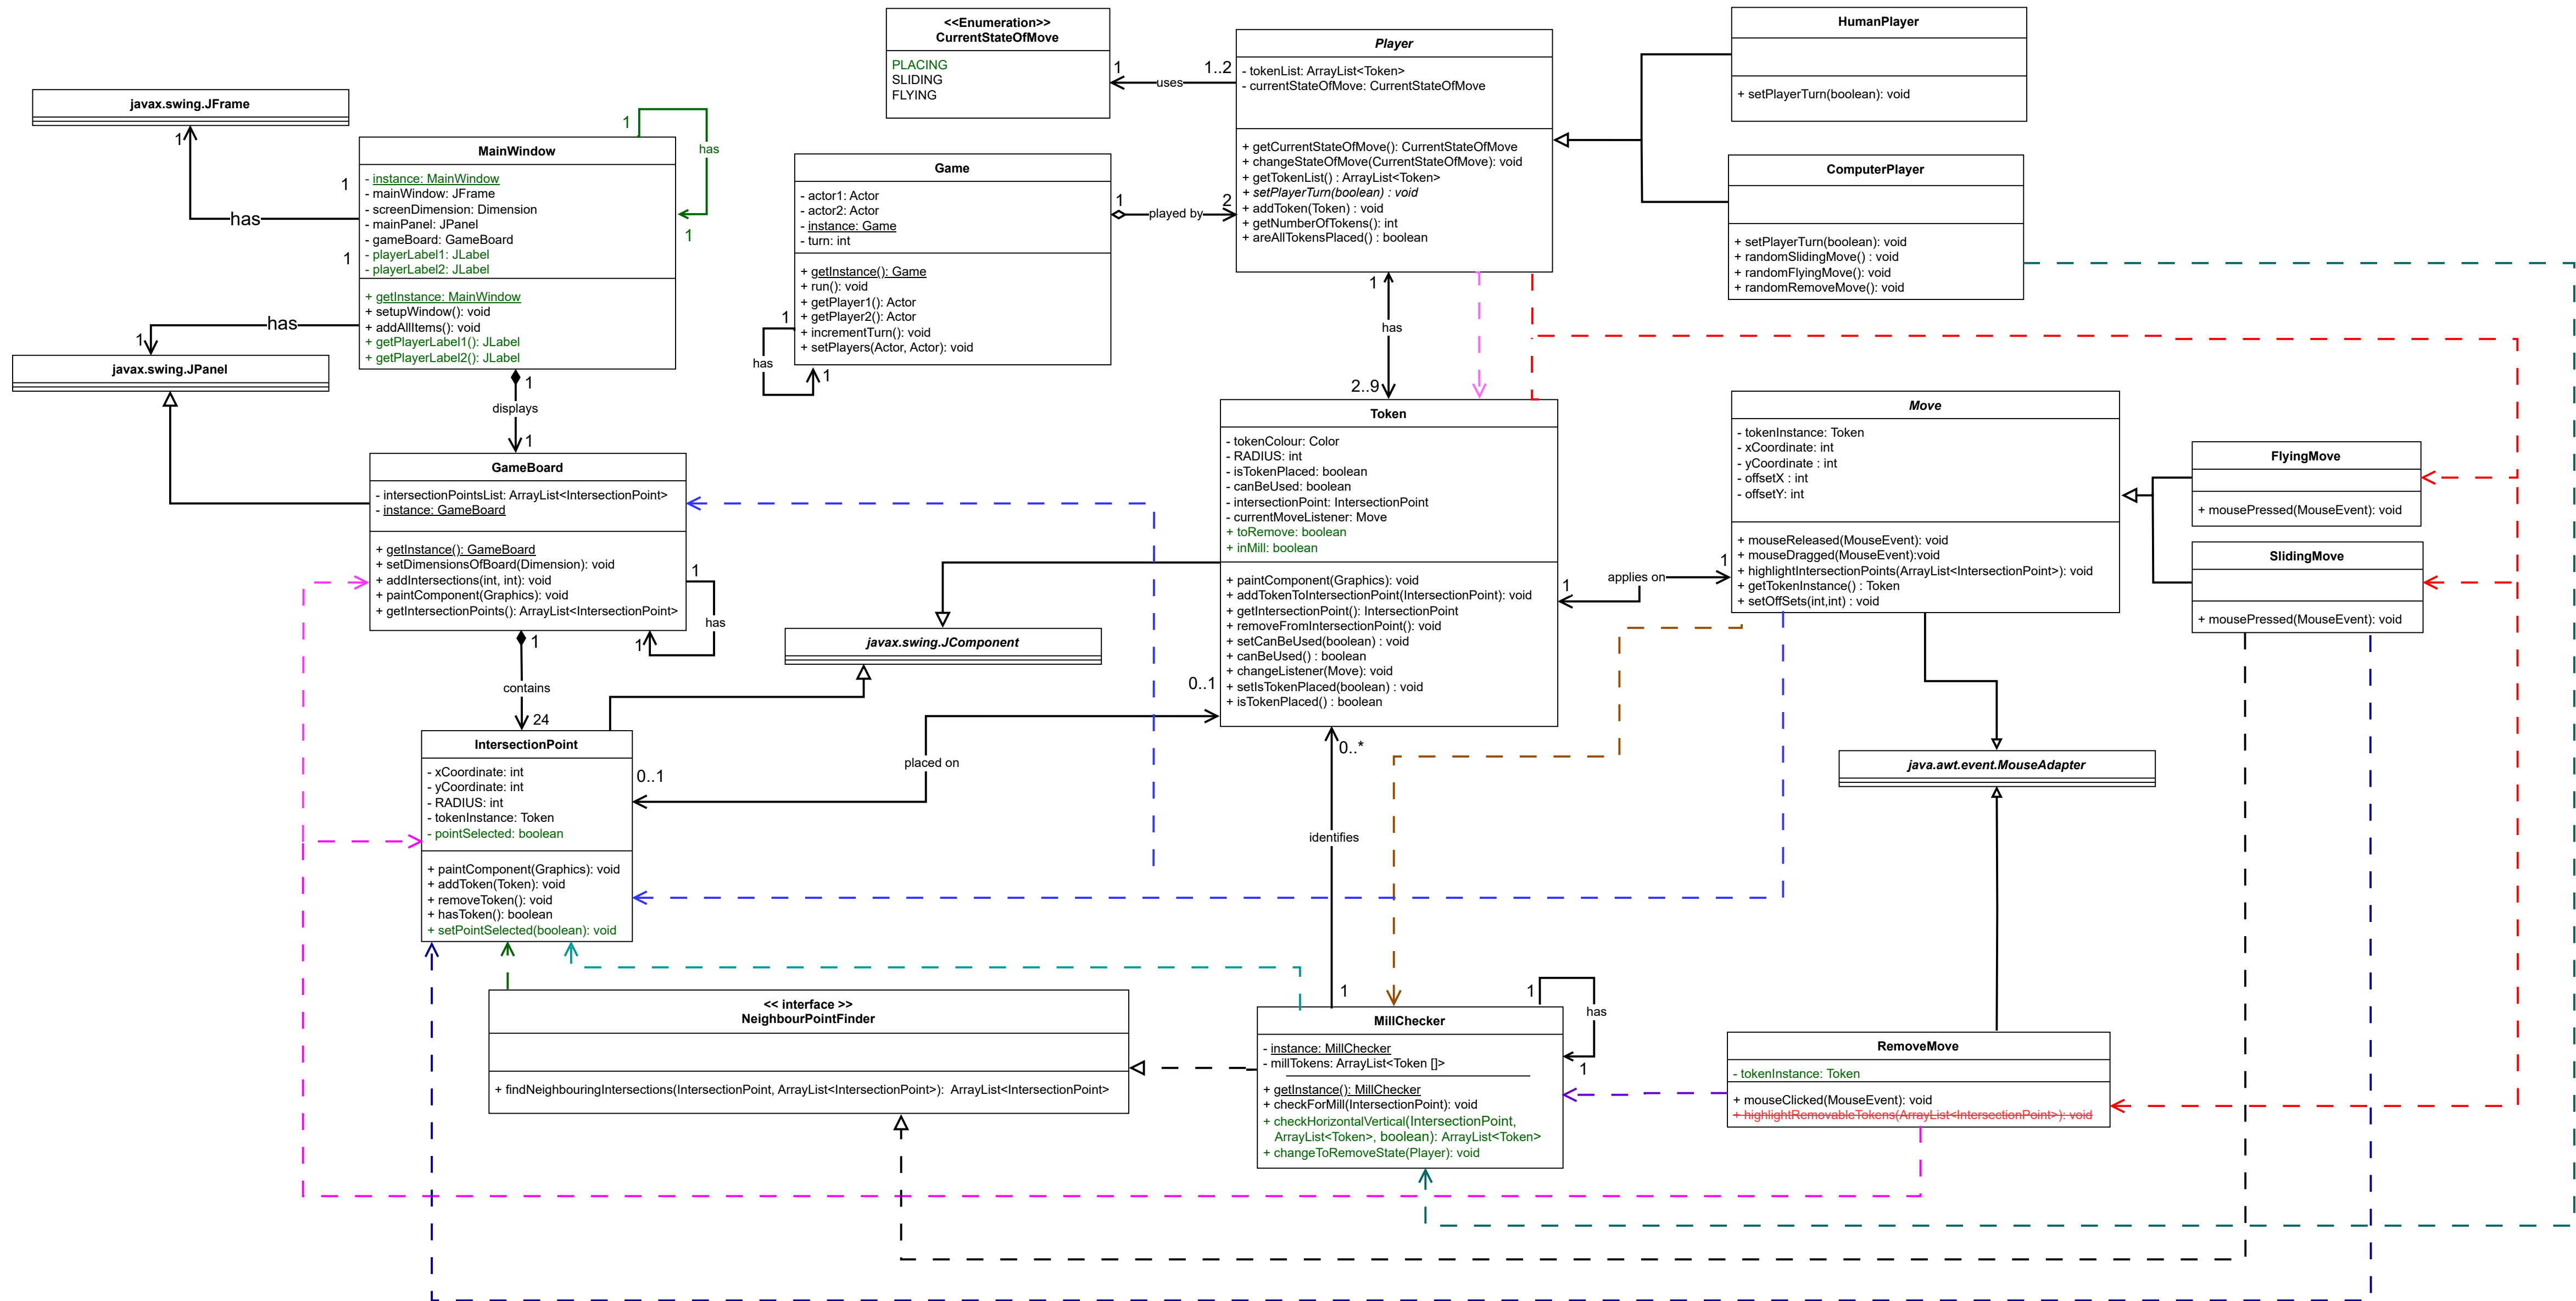 <<Enumeration>>
CurrentStateOfMove
PLACING
SLIDING
FLYING
1
uses
1..2
Player
- tokenList: ArrayList<Token>
- currentStateOfMove: CurrentStateOfMove
+ getCurrentStateOfMove(): CurrentStateOfMove
+ changeStateOfMove(CurrentStateOfMove): void
+ getTokenList() : ArrayList<Token>
+ setPlayerTurn(boolean) : void
+ addToken(Token) : void
+ getNumberOfTokens(): int
+ areAllTokensPlaced() : boolean
HumanPlayer
+ setPlayerTurn(boolean): void
ComputerPlayer
+ setPlayerTurn(boolean): void
+ randomSlidingMove() : void
+ randomFlyingMove(): void
+ randomRemoveMove(): void
javax.swing.JFrame
1
1
has
MainWindow
- instance: MainWindow
- mainWindow: JFrame
- screenDimension: Dimension
- mainPanel: JPanel
- gameBoard: GameBoard
- playerLabel1: JLabel
- playerLabel2: JLabel
+ getInstance: MainWindow
+ setupWindow(): void
+ addAllItems(): void
+ getPlayerLabel1(): JLabel
+ getPlayerLabel2(): JLabel
1
has
1
1
has
1
javax.swing.JPanel
Game
- actor1: Actor
- actor2: Actor
- instance: Game
- turn: int
+ getInstance(): Game
+ run(): void
+ getPlayer1(): Actor
+ getPlayer2(): Actor
+ incrementTurn(): void
+ setPlayers(Actor, Actor): void
1
played by
2
1
has
1
1
displays
1
GameBoard
- intersectionPointsList: ArrayList<IntersectionPoint>
- instance: GameBoard
+ getInstance(): GameBoard
+ setDimensionsOfBoard(Dimension): void
+ addIntersections(int, int): void
+ paintComponent(Graphics): void
+ getIntersectionPoints(): ArrayList<IntersectionPoint>
1
has
1
1
contains
24
1
has
2..9
Token
- tokenColour: Color
- RADIUS: int
- isTokenPlaced: boolean
- canBeUsed: boolean
- intersectionPoint: IntersectionPoint
- currentMoveListener: Move
+ toRemove: boolean
+ inMill: boolean
+ paintComponent(Graphics): void
+ addTokenToIntersectionPoint(IntersectionPoint): void
+ getIntersectionPoint(): IntersectionPoint
+ removeFromIntersectionPoint(): void
+ setCanBeUsed(boolean) : void
+ canBeUsed() : boolean
+ changeListener(Move): void
+ setIsTokenPlaced(boolean) : void
+ isTokenPlaced() : boolean
1
applies on
1
Move
- tokenInstance: Token
- xCoordinate: int
- yCoordinate : int
- offsetX : int
- offsetY: int
+ mouseReleased(MouseEvent): void
+ mouseDragged(MouseEvent):void
+ highlightIntersectionPoints(ArrayList<IntersectionPoint>): void
+ getTokenInstance() : Token
+ setOffSets(int,int) : void
FlyingMove
+ mousePressed(MouseEvent): void
SlidingMove
+ mousePressed(MouseEvent): void
javax.swing.JComponent
0..1
placed on
0..1
IntersectionPoint
- xCoordinate: int
- yCoordinate: int
- RADIUS: int
- tokenInstance: Token
- pointSelected: boolean
+ paintComponent(Graphics): void
+ addToken(Token): void
+ removeToken(): void
+ hasToken(): boolean
+ setPointSelected(boolean): void
java.awt.event.MouseAdapter
0..*
identifies
1
<< interface >>
NeighbourPointFinder
+ findNeighbouringIntersections(IntersectionPoint, ArrayList<IntersectionPoint>):  ArrayList<IntersectionPoint>
MillChecker
- instance: MillChecker
- millTokens: ArrayList<Token []>
+ getInstance(): MillChecker
+ checkForMill(IntersectionPoint): void
+ checkHorizontalVertical(IntersectionPoint,
ArrayList<Token>, boolean): ArrayList<Token>
+ changeToRemoveState(Player): void
1
has
1
RemoveMove
- tokenInstance: Token
+ mouseClicked(MouseEvent): void
+ highlightRemovableTokens(ArrayList<IntersectionPoint>): void